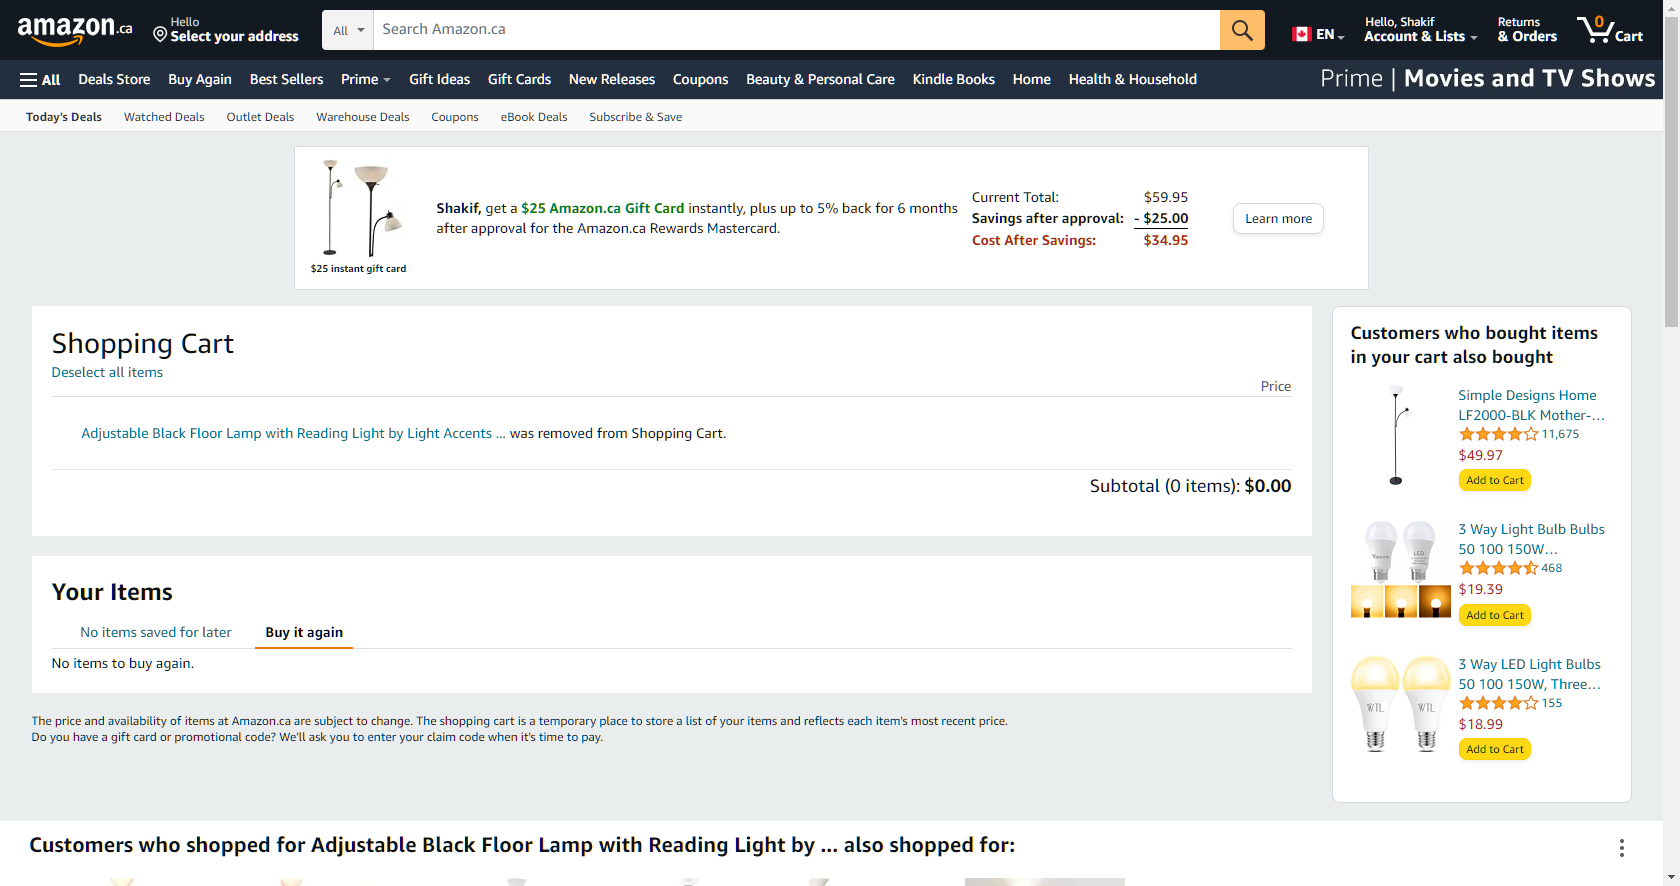 amazon.ca
Hello
Select your address
All
Search Amazon.ca
EN
Hello, Shakif
Account & Lists
Returns
& Orders
0
Cart
All
Deals Store
Buy Again
Best Sellers
Prime
Gift Ideas
Gift Cards
New Releases
Coupons
Beauty & Personal Care
Kindle Books
Home
Health & Household
Prime | Movies and TV Shows
Today's Deals
Watched Deals
Outlet Deals
Warehouse Deals
Coupons
eBook Deals
Subscribe & Save
$25 instant gift card
Shakif, get a $25 Amazon.ca Gift Card instantly, plus up to 5% back for 6 months
after approval for the Amazon.ca Rewards Mastercard.
Current Total: $59.95
Savings after approval: - $25.00
Cost After Savings: $34.95
Learn more
Shopping Cart
Deselect all items
Price
Adjustable Black Floor Lamp with Reading Light by Light Accents ... was removed from Shopping Cart.
Subtotal (0 items): $0.00
Your Items
No items saved for later
Buy it again
No items to buy again.
The price and availability of items at Amazon.ca are subject to change. The shopping cart is a temporary place to store a list of your items and reflects each item's most recent price.
Do you have a gift card or promotional code? We'll ask you to enter your claim code when it's time to pay.
Customers who bought items
in your cart also bought
Simple Designs Home
LF2000-BLK Mother-...
11,675
$49.97
Add to Cart
LED
3 Way Light Bulb Bulbs
50 100 150W...
468
$19.39
Add to Cart
WTL
WTL
3 Way LED Light Bulbs
50 100 150W, Three...
155
$18.99
Add to Cart
Customers who shopped for Adjustable Black Floor Lamp with Reading Light by ... also shopped for: